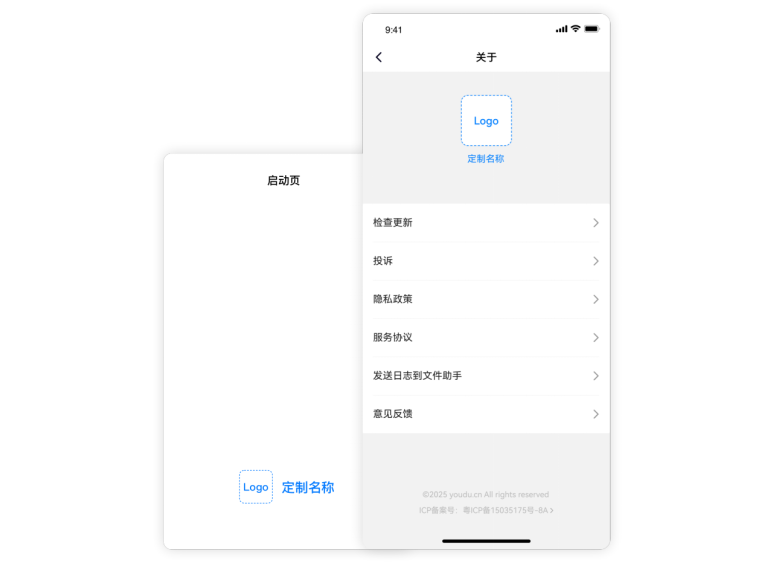 9:41
关于
Logo
定制名称
检查更新
投诉
隐私政策
服务协议
发送日志到文件助手
意见反馈
©2025 youdu.cn All rights reserved
ICP备案号：粤ICP备15035175号-8A
启动页
Logo 定制名称